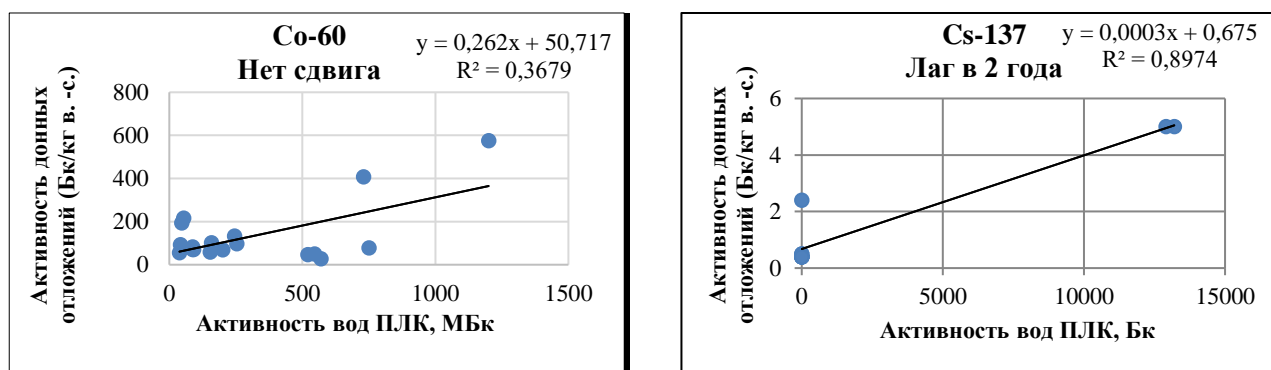 Co-60
Нет сдвига
y = 0,262x + 50,717
R² = 0,3679
Активность донных
отложений (Бк/кг в. -с.)
800
600
400
200
0
0 500 1000 1500
Активность вод ПЛК, МБк
Cs-137
Лаг в 2 года
y = 0,0003x + 0,675
R² = 0,8974
Активность донных
отложений (Бк/кг в. -с.)
6
4
2
0
0 5000 10000 15000
Активность вод ПЛК, Бк